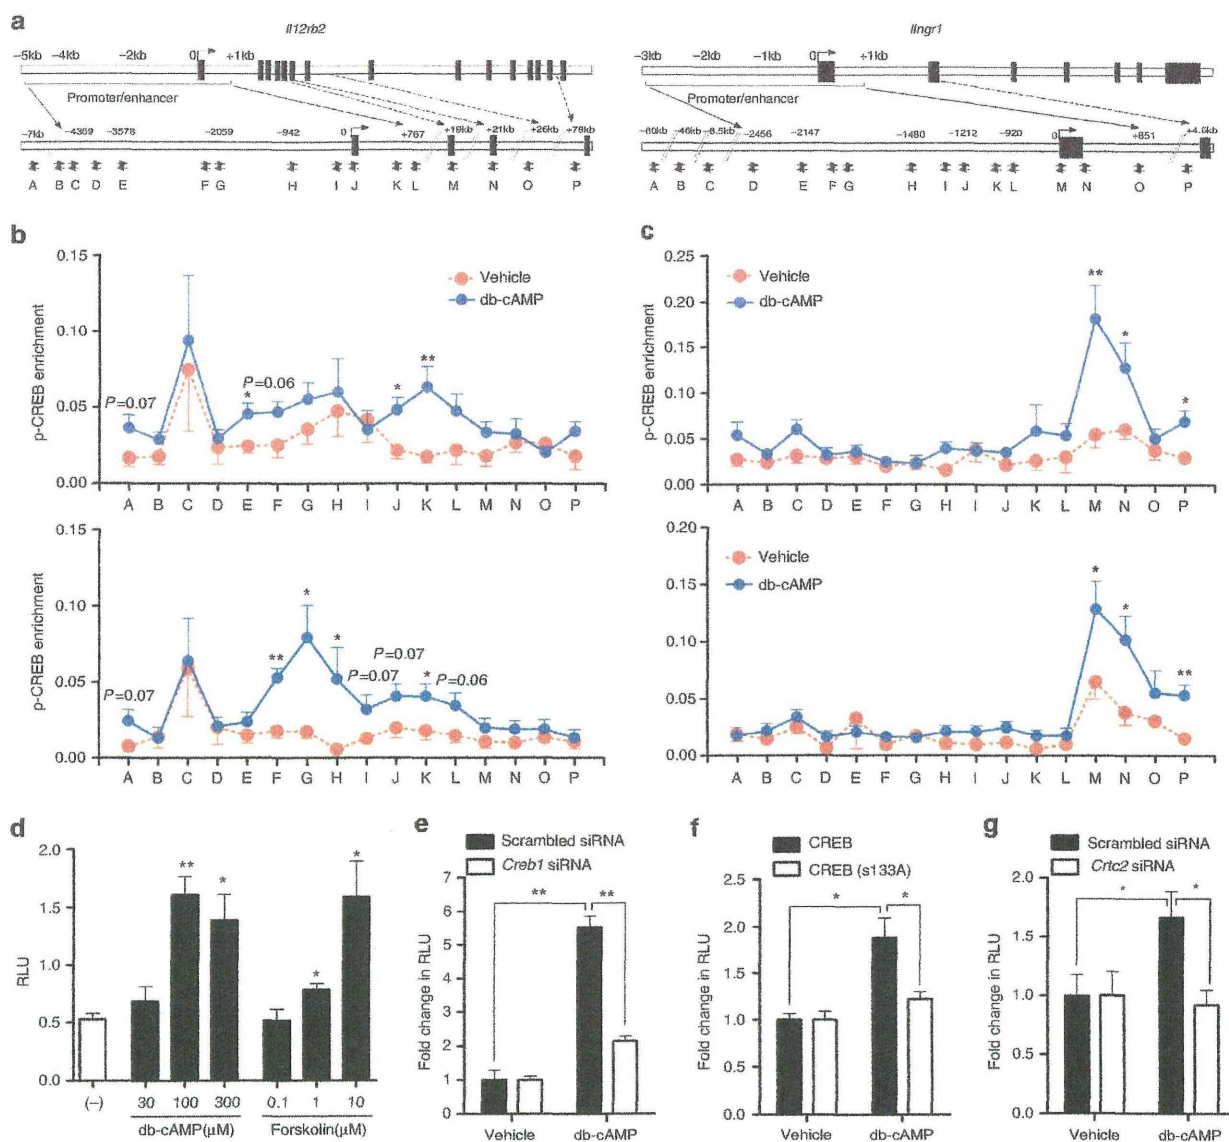 a
Il12rb2
Ifngr1
−5kb −4kb −2kb 0 +1kb
−3kb −2kb −1kb 0 +1kb
Promoter/enhancer
Promoter/enhancer
−7kb −4369 −3578 −2059 −942 0 +767 +19kb +21kb +26kb +78kb
−60kb −46kb −6.5kb −2456 −2147 −1480 −1212 −920 0 +851 +4.6kb
A B C D E F G H I J K L M N O P
A B C D E F G H I J K L M N O P
b
p-CREB enrichment
0.15
0.10
0.05
0.00
Vehicle
db-cAMP
P=0.07
*
P=0.06
*
**
A B C D E F G H I J K L M N O P
p-CREB enrichment
0.15
0.10
0.05
0.00
P=0.07
**
*
*
P=0.07
P=0.07
*
P=0.06
A B C D E F G H I J K L M N O P
c
p-CREB enrichment
0.25
0.20
0.15
0.10
0.05
0.00
Vehicle
db-cAMP
**
*
*
A B C D E F G H I J K L M N O P
p-CREB enrichment
0.20
0.15
0.10
0.05
0.00
Vehicle
db-cAMP
*
*
**
A B C D E F G H I J K L M N O P
d
RLU
2.0
1.5
1.0
0.5
0.0
**
*
*
*
(−) 30 100 300 0.1 1 10
db-cAMP(μM) Forskolin(μM)
e
Scrambled siRNA
Creb1 siRNA
Fold change in RLU
7
6
5
4
3
2
1
0
** **
Vehicle db-cAMP
f
CREB
CREB (s133A)
Fold change in RLU
2.5
2.0
1.5
1.0
0.5
0.0
* *
Vehicle db-cAMP
g
Scrambled siRNA
Crtc2 siRNA
Fold change in RLU
2.0
1.5
1.0
0.5
0.0
* *
Vehicle db-cAMP